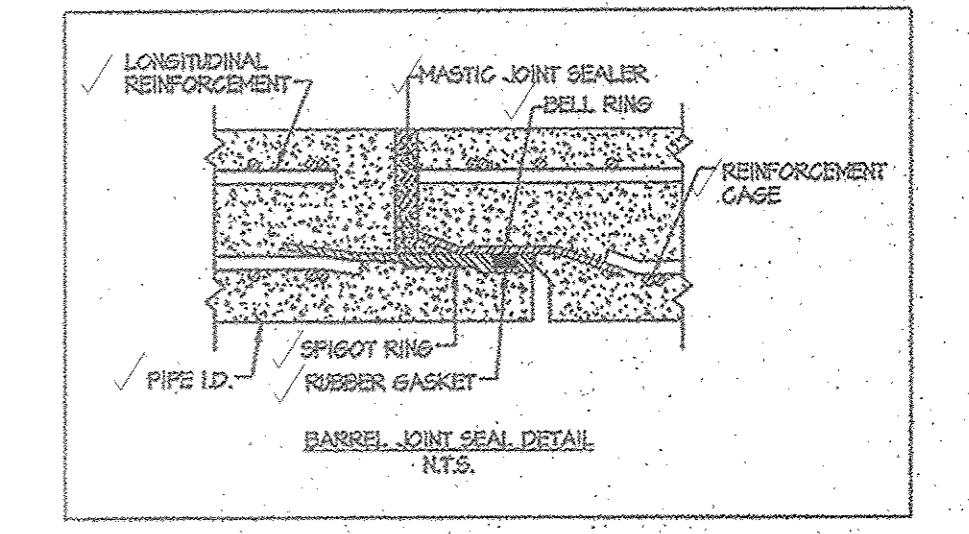 LONGITUDINAL
REINFORCEMENT
MASTIC JOINT SEALER
BELL RING
REINFORCEMENT
CAGE
SPIGOT RING
PIPE I.D.
RUBBER GASKET
BARREL JOINT SEAL DETAIL
N.T.S.